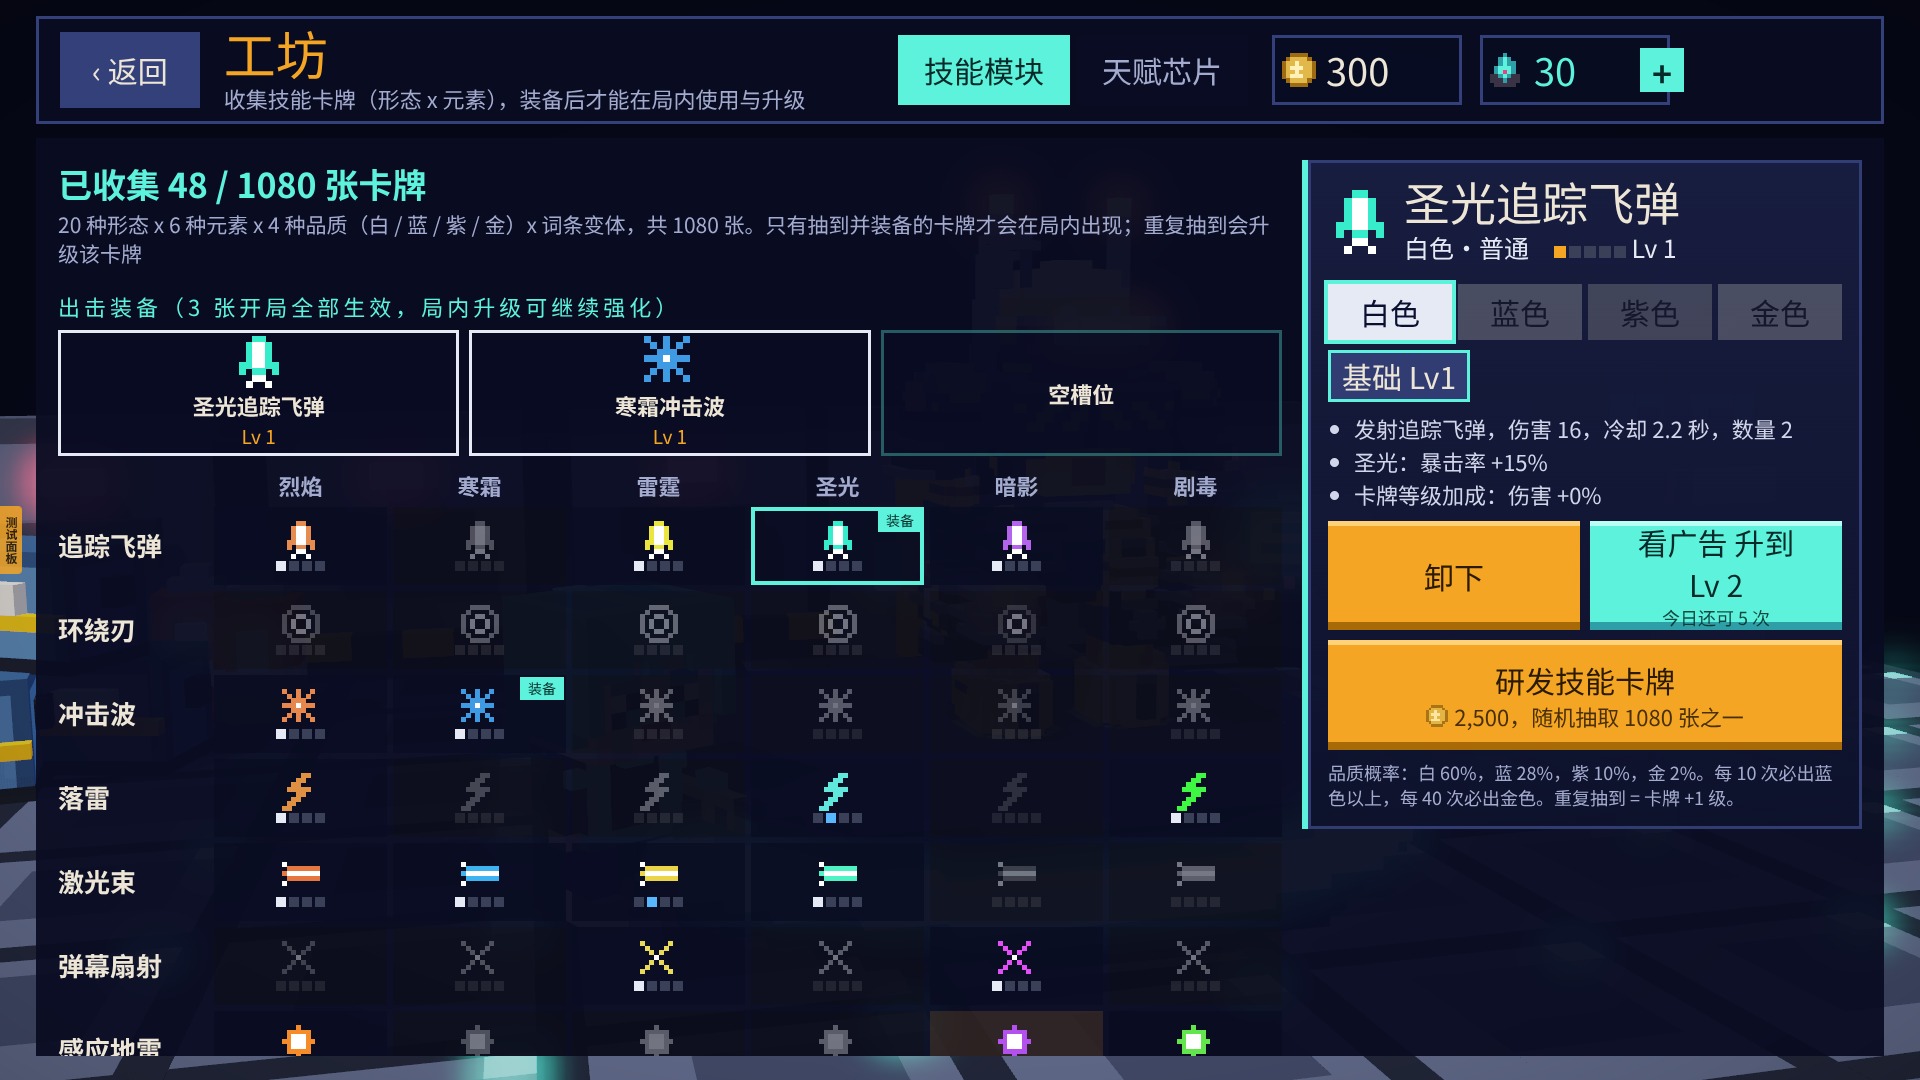 ‹ 返回
工坊
收集技能卡牌（形态 x 元素），装备后才能在局内使用与升级
技能模块
天赋芯片
300
30
+
已收集 48 / 1080 张卡牌
20 种形态 x 6 种元素 x 4 种品质（白 / 蓝 / 紫 / 金）x 词条变体，共 1080 张。只有抽到并装备的卡牌才会在局内出现；重复抽到会升
级该卡牌
出击装备（3 张开局全部生效，局内升级可继续强化）
圣光追踪飞弹
Lv 1
寒霜冲击波
Lv 1
空槽位
烈焰
寒霜
雷霆
圣光
暗影
剧毒
追踪飞弹
装备
环绕刃
冲击波
装备
落雷
激光束
弹幕扇射
感应地雷
测试面板
圣光追踪飞弹
白色・普通
Lv 1
白色
蓝色
紫色
金色
基础 Lv1
发射追踪飞弹，伤害 16，冷却 2.2 秒，数量 2
圣光：暴击率 +15%
卡牌等级加成：伤害 +0%
卸下
看广告 升到
Lv 2
今日还可 5 次
研发技能卡牌
2,500，随机抽取 1080 张之一
品质概率：白 60%，蓝 28%，紫 10%，金 2%。每 10 次必出蓝
色以上，每 40 次必出金色。重复抽到 = 卡牌 +1 级。